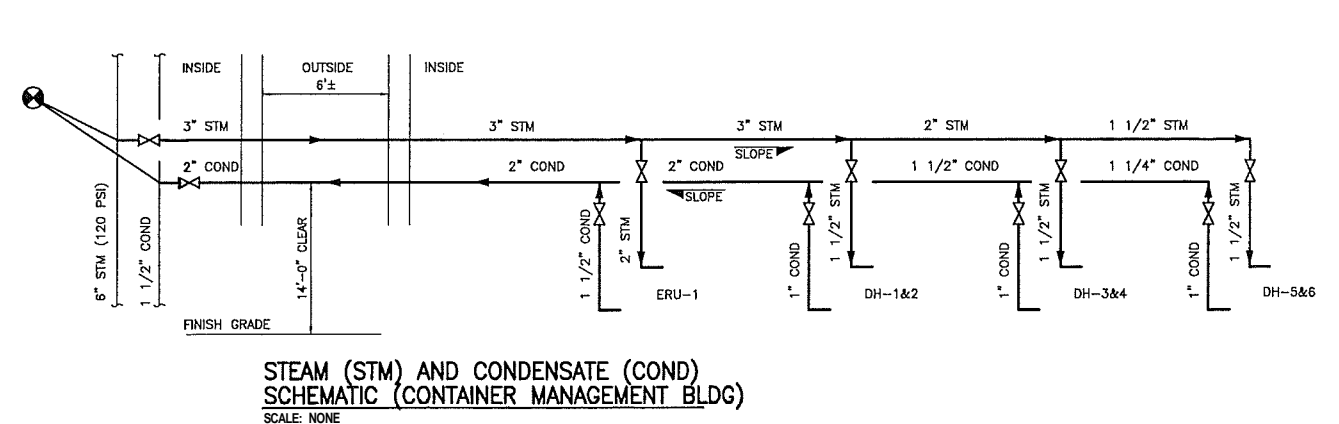 INSIDE
OUTSIDE
INSIDE
6'±
3" STM
3" STM
3" STM
2" STM
1 1/2" STM
SLOPE
2" COND
2" COND
2" COND
1 1/2" COND
1 1/4" COND
SLOPE
6" STM (120 PSI)
1 1/2" COND
14'-0" CLEAR
1 1/2" COND
2" STM
1" COND
1 1/2" STM
1" COND
1 1/2" STM
1" COND
1 1/2" STM
ERU-1
DH-1&2
DH-3&4
DH-5&6
FINISH GRADE
STEAM (STM) AND CONDENSATE (COND)
SCHEMATIC (CONTAINER MANAGEMENT BLDG)
SCALE: NONE